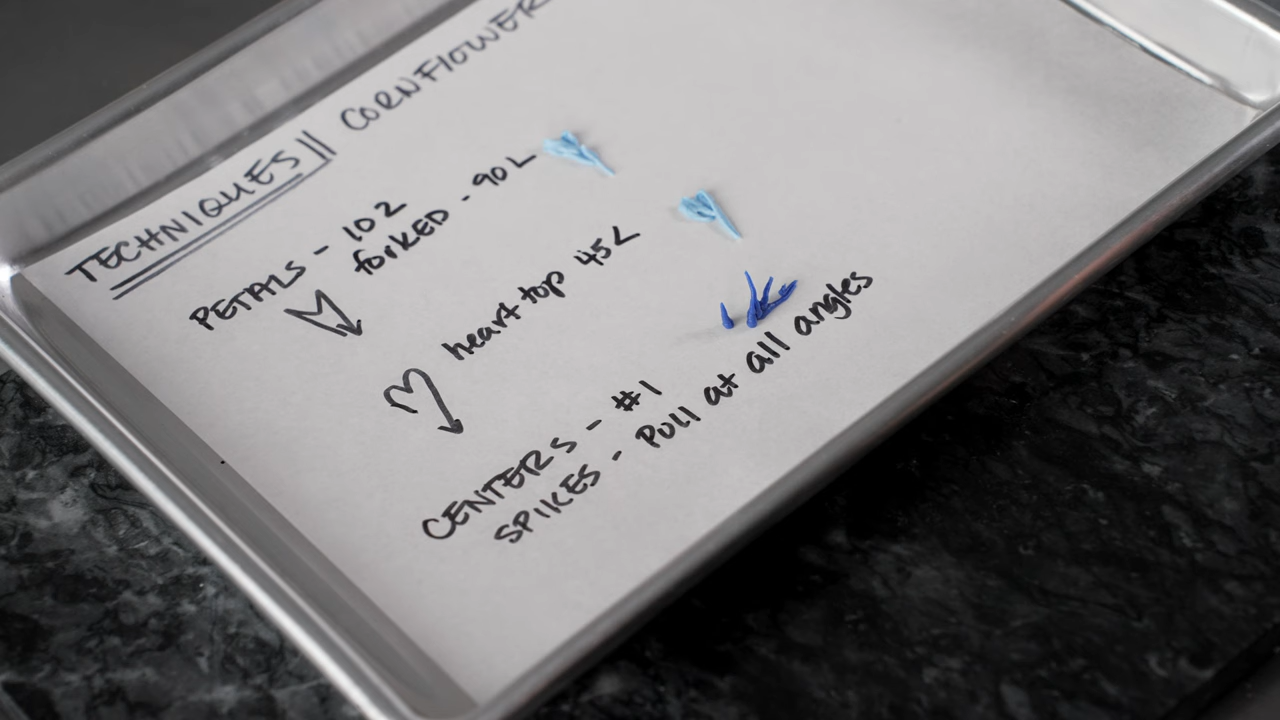 TECHNIQUES || CORNFLOWER
PETALS - 102
forkED - 90 L
heart top 45 L
CENTERS - #1
SPIKES - Pull at all angles